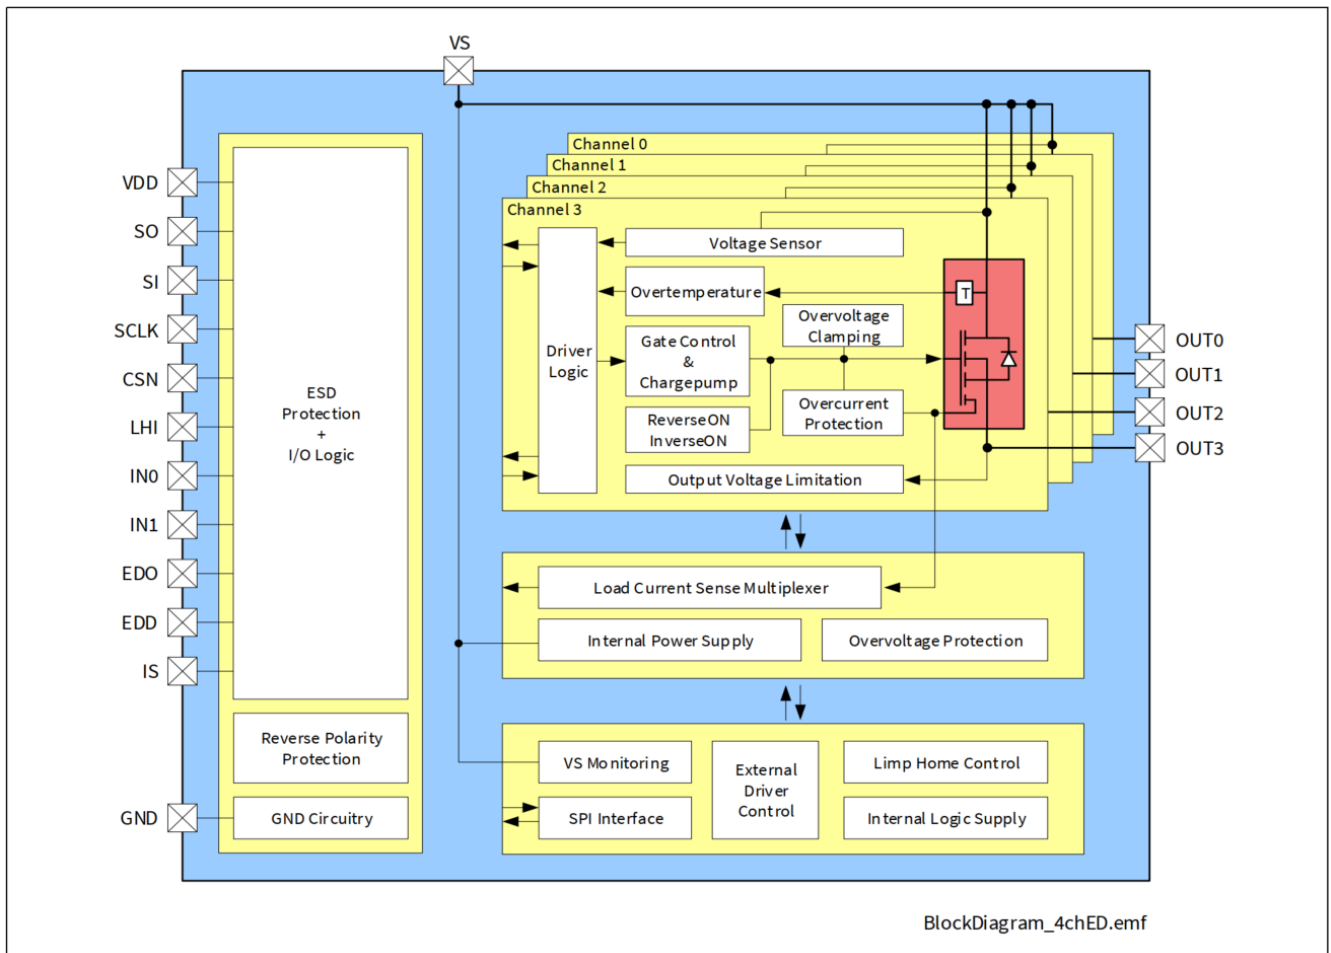 VS
Channel 0
Channel 1
Channel 2
Channel 3
VDD
SO
SI
SCLK
CSN
LHI
IN0
IN1
EDO
EDD
IS
GND
ESD
Protection
+
I/O Logic
Reverse Polarity
Protection
GND Circuitry
Driver
Logic
Voltage Sensor
Overtemperature
T
Gate Control
&
Chargepump
Overvoltage
Clamping
ReverseON
InverseON
Overcurrent
Protection
Output Voltage Limitation
OUT0
OUT1
OUT2
OUT3
Load Current Sense Multiplexer
Internal Power Supply
Overvoltage Protection
VS Monitoring
SPI Interface
External
Driver
Control
Limp Home Control
Internal Logic Supply
BlockDiagram_4chED.emf